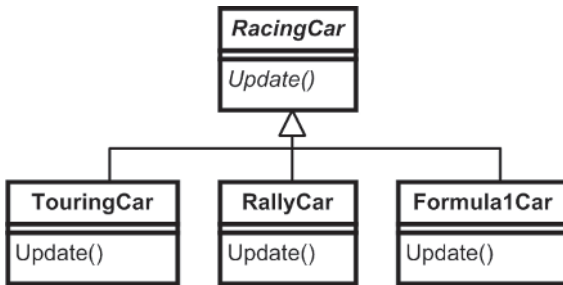 RacingCar
Update()
TouringCar
RallyCar
Formula1Car
Update()
Update()
Update()